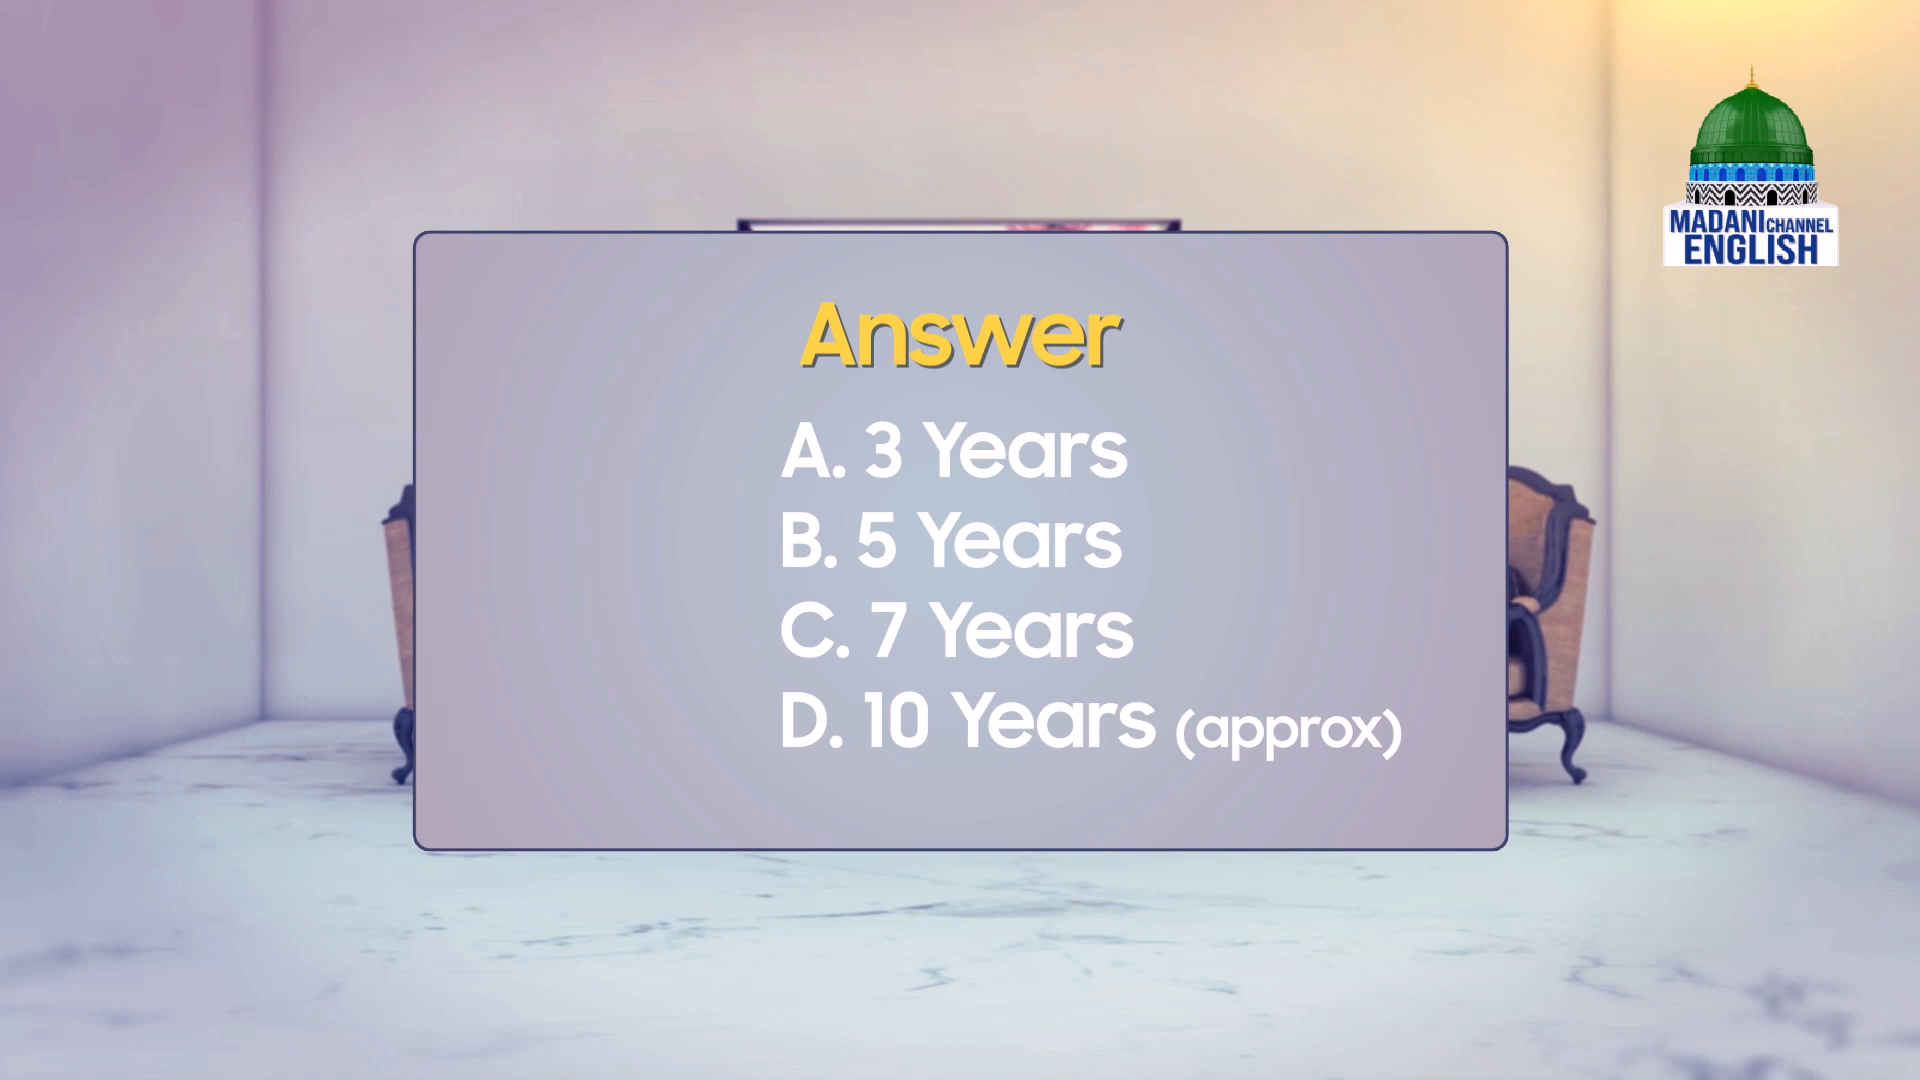 MADANI CHANNEL
ENGLISH
Answer
A. 3 Years
B. 5 Years
C. 7 Years
D. 10 Years (approx)